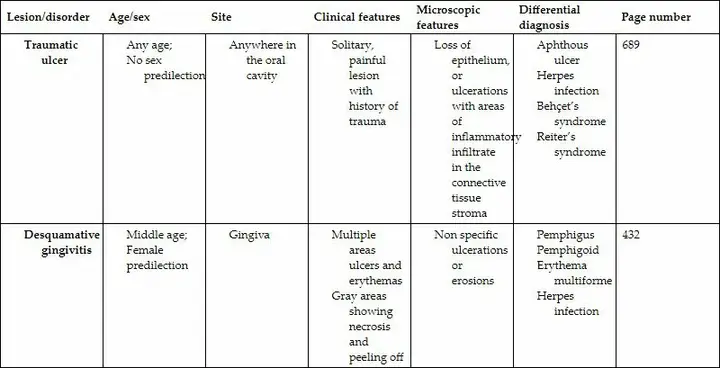 Lesion/disorder Age/sex Site Clinical features Microscopic features Differential diagnosis Page number
Traumatic
ulcer
Any age;
No sex
predilection
Anywhere in
the oral
cavity
Solitary,
painful
lesion
with
history of
trauma
Loss of
epithelium,
or
ulcerations
with areas
of
inflammatory
infiltrate
in the
connective
tissue
stroma
Aphthous
ulcer
Herpes
infection
Behçet's
syndrome
Reiter's
syndrome
689
Desquamative
gingivitis
Middle age;
Female
predilection
Gingiva
Multiple
areas
ulcers and
erythemas
Gray areas
showing
necrosis
and
peeling off
Non specific
ulcerations
or
erosions
Pemphigus
Pemphigoid
Erythema
multiforme
Herpes
infection
432